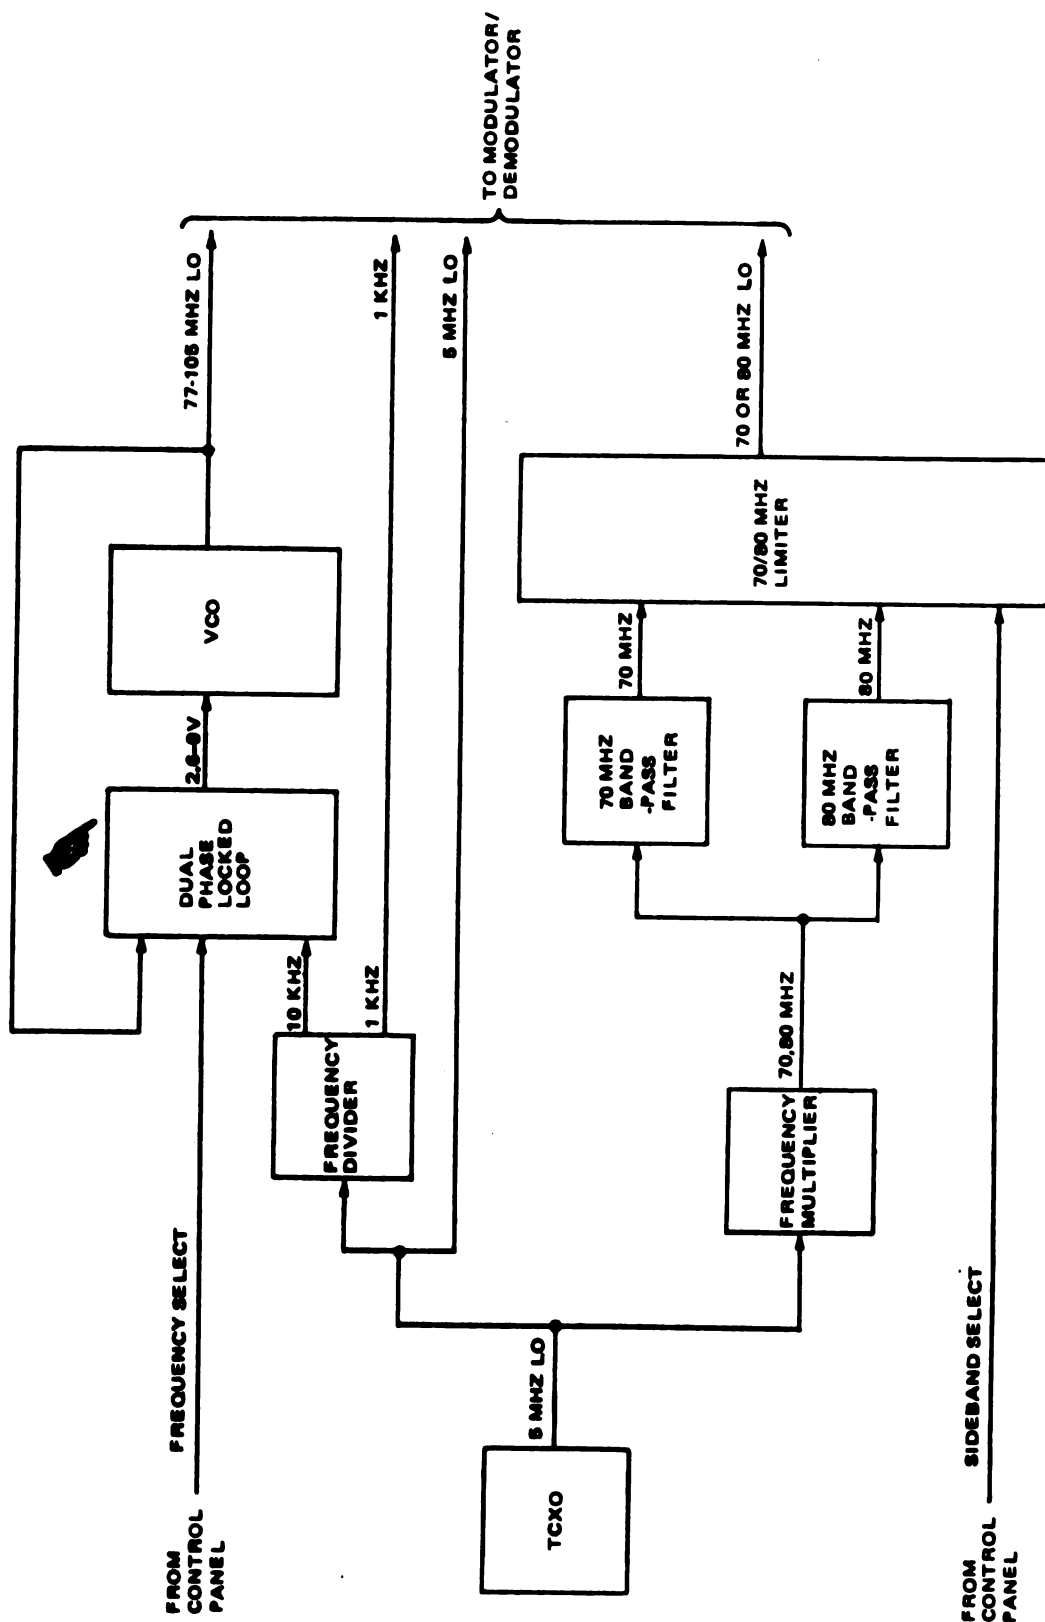 FROM
CONTROL
PANEL
FREQUENCY SELECT
DUAL
PHASE
LOCKED
LOOP
VCO
77-105 MHZ LO
10 KHZ
1 KHZ
1 KHZ
FREQUENCY
DIVIDER
5 MHZ LO
TO MODULATOR/
DEMODULATOR
TCXO
5 MHZ LO
FREQUENCY
MULTIPLIER
70,80 MHZ
70 MHZ
BAND
-PASS
FILTER
70 MHZ
80 MHZ
BAND
-PASS
FILTER
80 MHZ
70/80 MHZ
LIMITER
70 OR 80 MHZ LO
FROM
CONTROL
PANEL
SIDEBAND SELECT